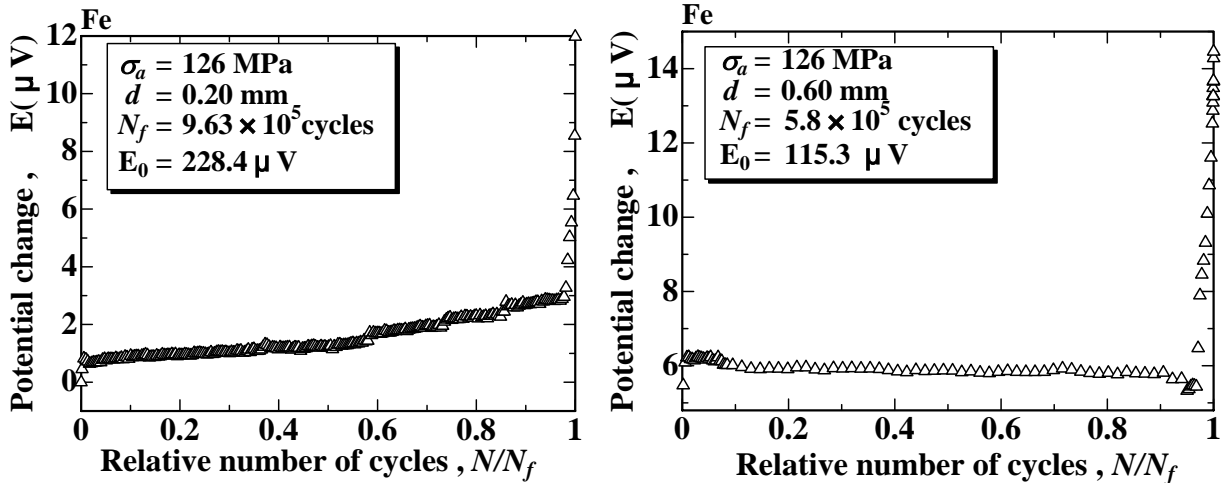 Fe
Potential change , E( μ V)
12
10
8
6
4
2
0
σa = 126 MPa
d = 0.20 mm
Nf = 9.63 × 10^5 cycles
E0 = 228.4 μ V
0 0.2 0.4 0.6 0.8 1
Relative number of cycles , N/Nf
Fe
Potential change , E( μ V)
14
12
10
8
6
σa = 126 MPa
d = 0.60 mm
Nf = 5.8 × 10^5 cycles
E0 = 115.3 μ V
0 0.2 0.4 0.6 0.8 1
Relative number of cycles , N/Nf